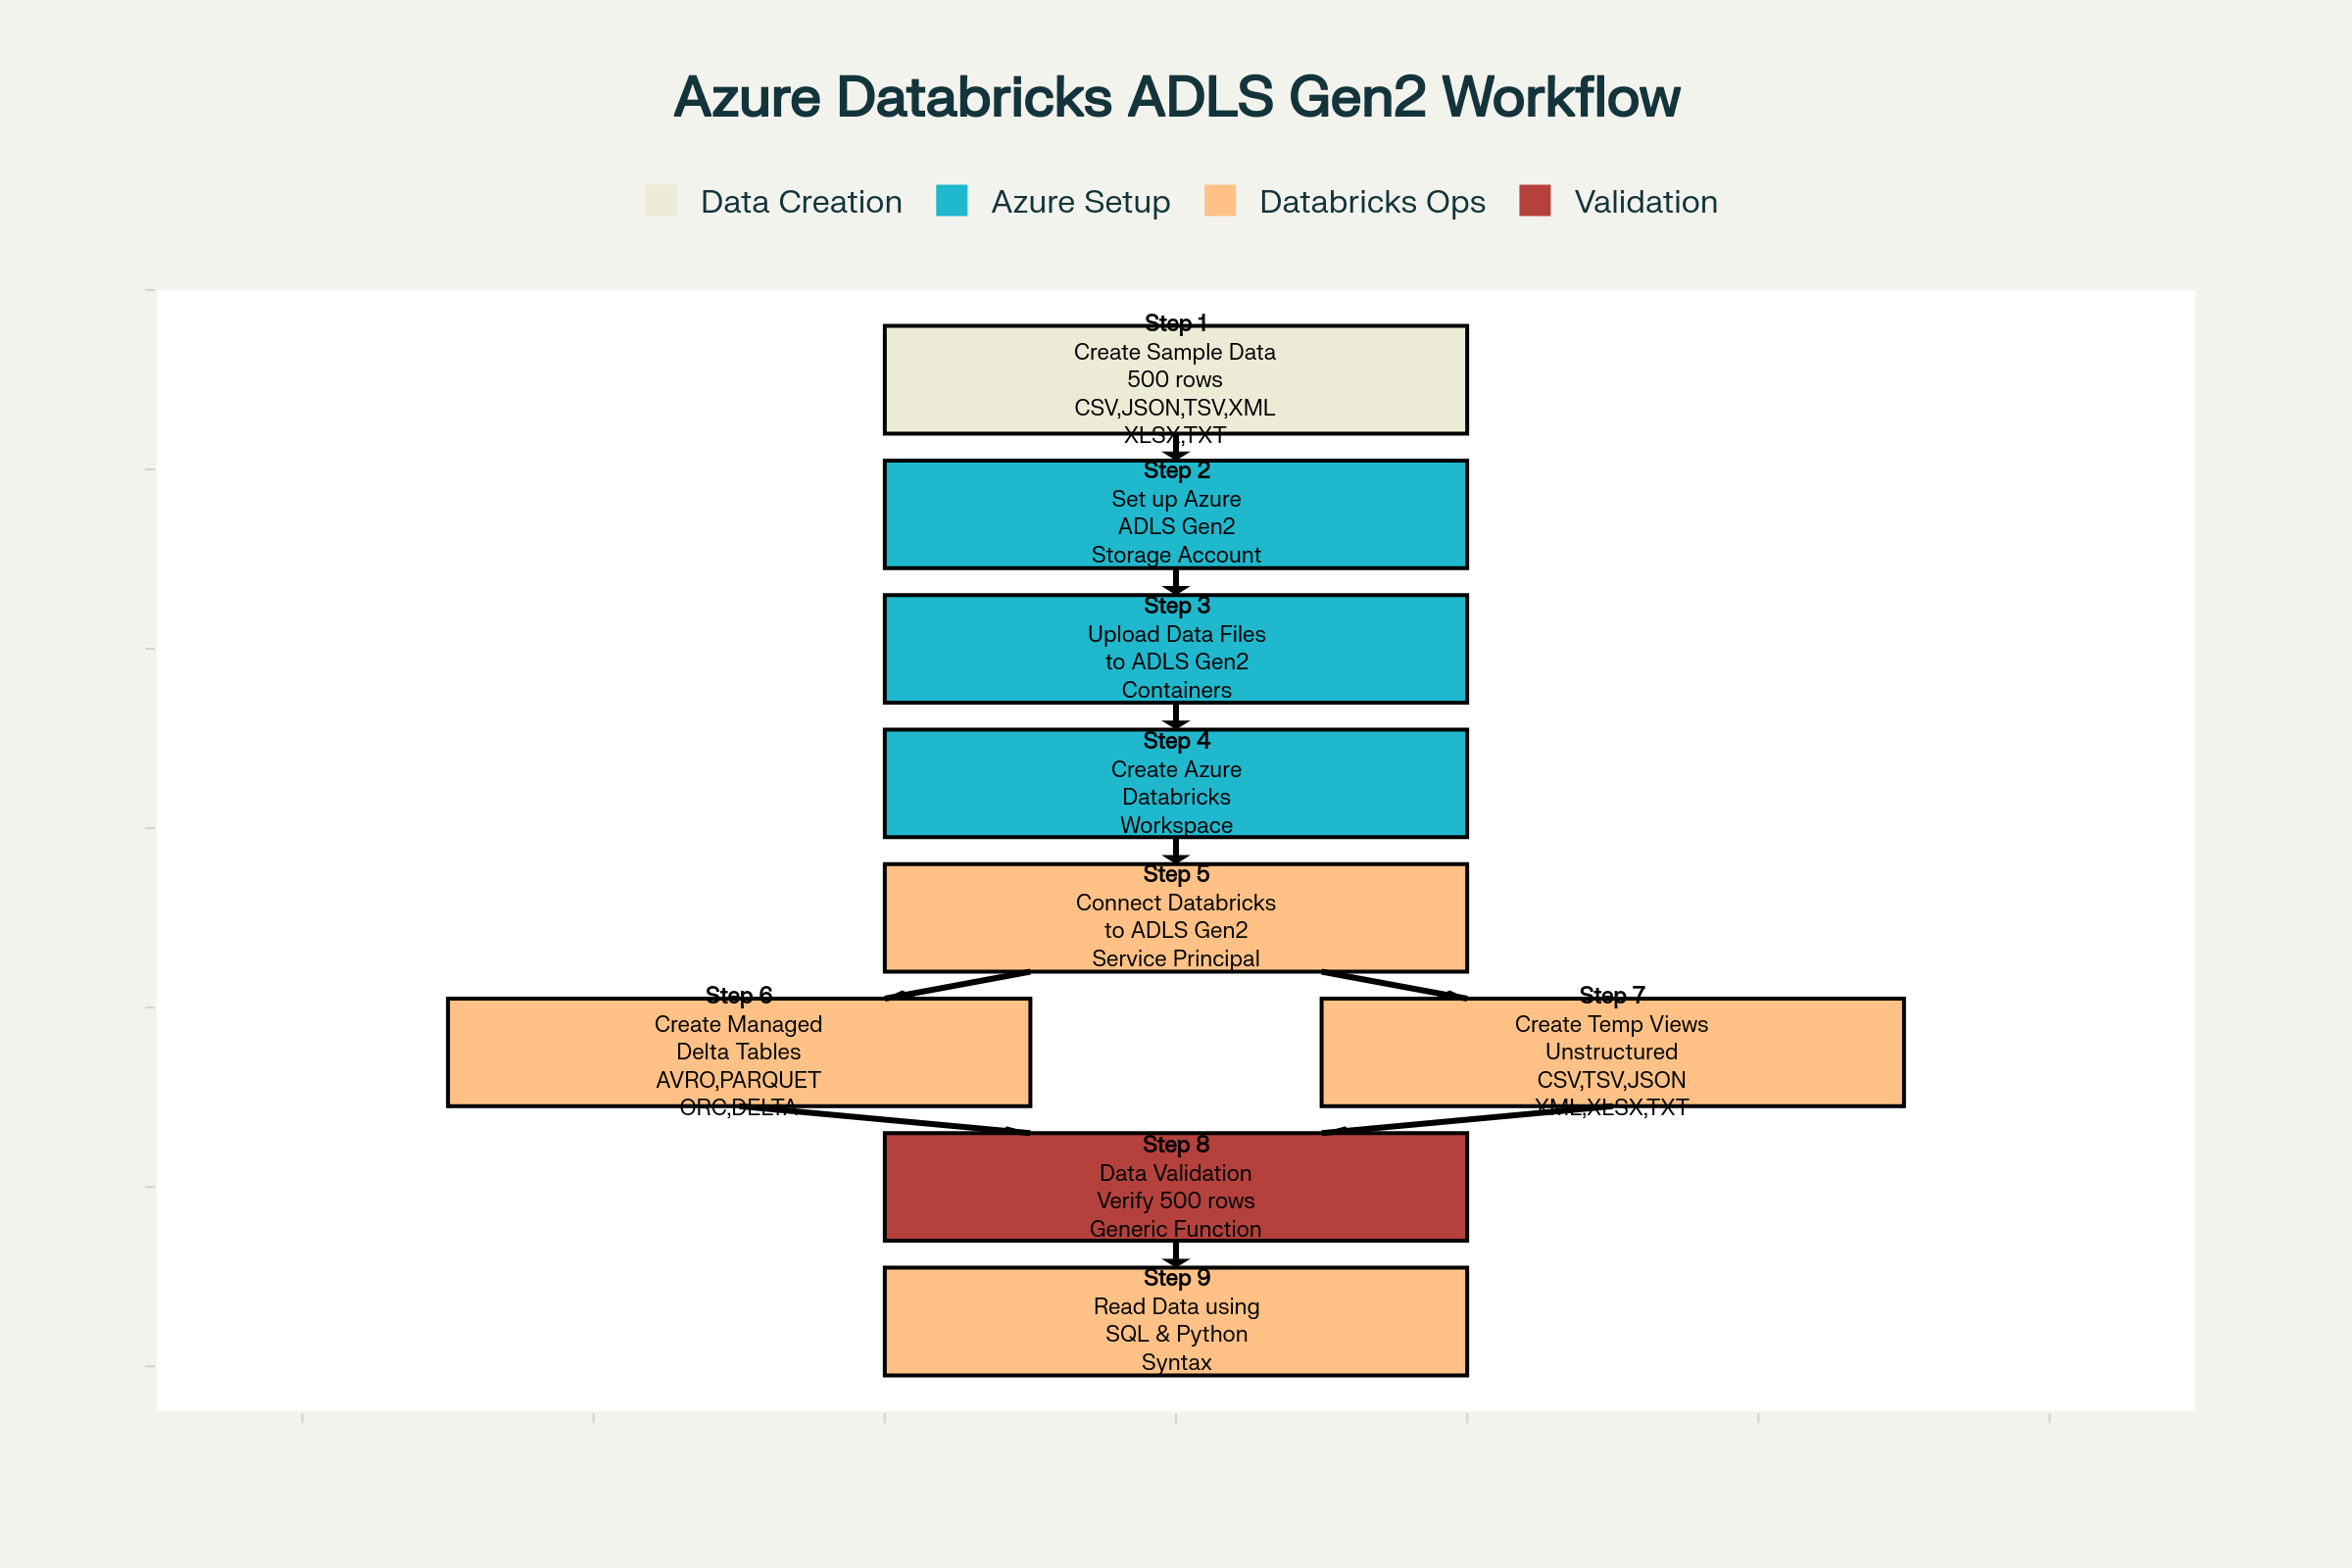 Azure Databricks ADLS Gen2 Workflow
Data Creation
Azure Setup
Databricks Ops
Validation
Step 1
Create Sample Data
500 rows
CSV,JSON,TSV,XML
XLSX,TXT
Step 2
Set up Azure
ADLS Gen2
Storage Account
Step 3
Upload Data Files
to ADLS Gen2
Containers
Step 4
Create Azure
Databricks
Workspace
Step 5
Connect Databricks
to ADLS Gen2
Service Principal
Step 6
Create Managed
Delta Tables
AVRO,PARQUET
ORC,DELTA
Step 7
Create Temp Views
Unstructured
CSV,TSV,JSON
XML,XLSX,TXT
Step 8
Data Validation
Verify 500 rows
Generic Function
Step 9
Read Data using
SQL & Python
Syntax